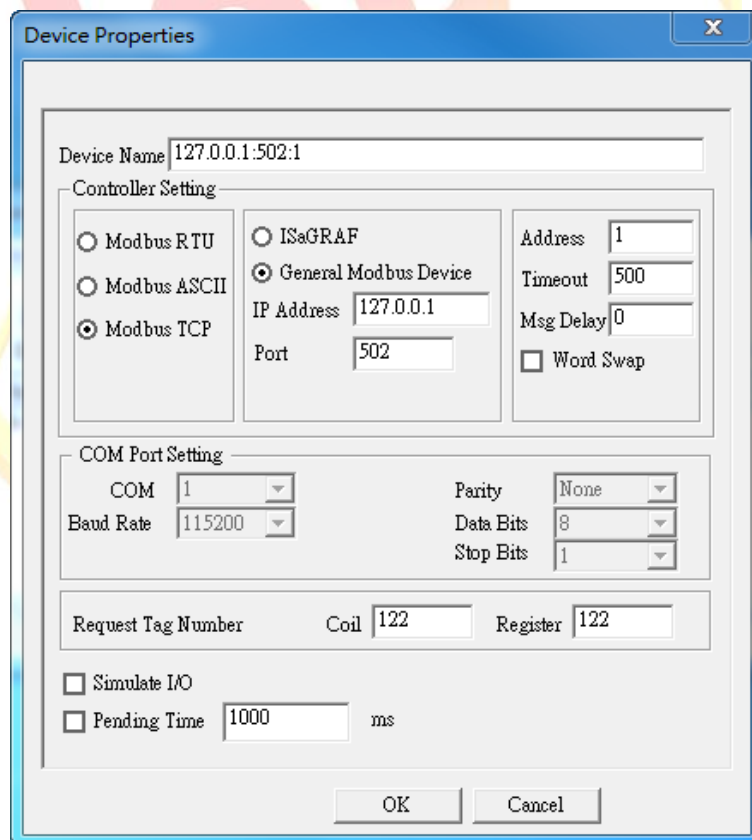 Device Properties
Device Name 127.0.0.1:502:1
Controller Setting
Modbus RTU
Modbus ASCII
Modbus TCP
ISaGRAF
General Modbus Device
IP Address 127.0.0.1
Port 502
Address 1
Timeout 500
Msg Delay 0
Word Swap
COM Port Setting
COM 1
Baud Rate 115200
Parity None
Data Bits 8
Stop Bits 1
Request Tag Number Coil 122 Register 122
Simulate I/O
Pending Time 1000 ms
OK Cancel